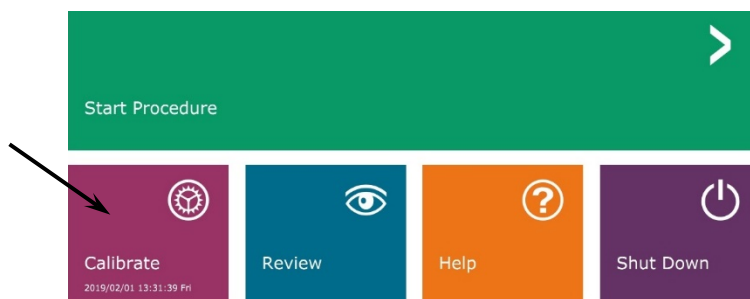 Start Procedure
Calibrate
2019/02/01 13:31:39 Fri
Review
Help
Shut Down